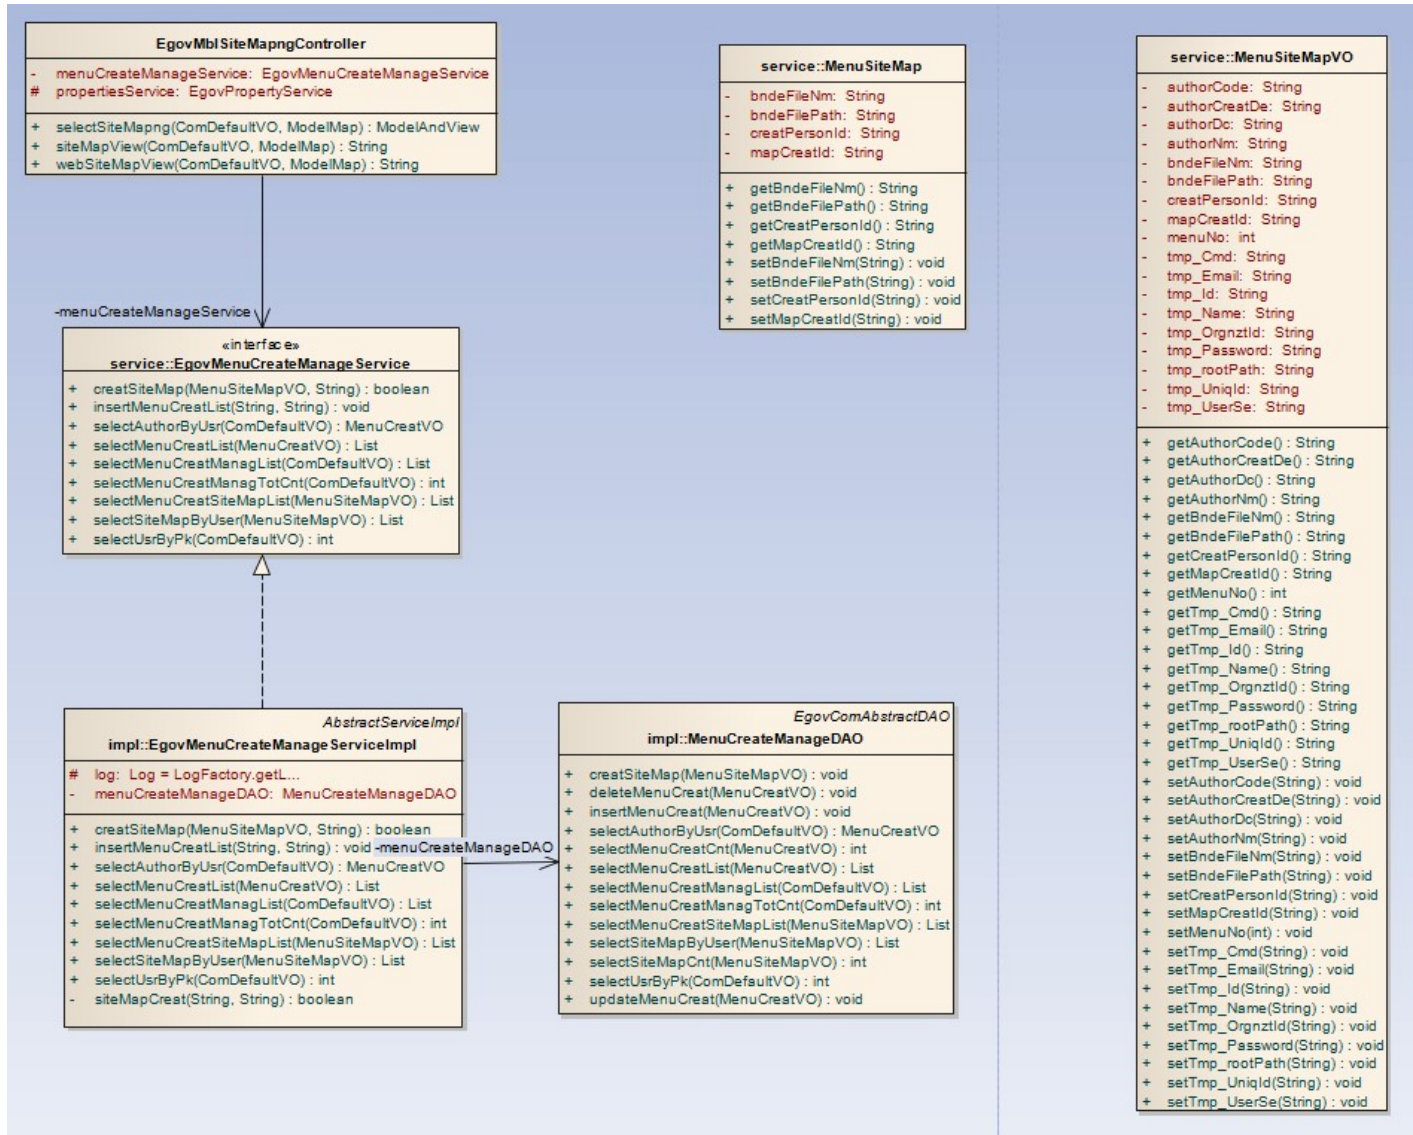 EgovMblSiteMapngController
- menuCreateManageService: EgovMenuCreateManageService
# propertiesService: EgovPropertyService
+ selectSiteMapng(ComDefaultVO, ModelMap) : ModelAndView
+ siteMapView(ComDefaultVO, ModelMap) : String
+ webSiteMapView(ComDefaultVO, ModelMap) : String
-menuCreateManageService
«interface»
service::EgovMenuCreateManageService
+ creatSiteMap(MenuSiteMapVO, String) : boolean
+ insertMenuCreatList(String, String) : void
+ selectAuthorByUsr(ComDefaultVO) : MenuCreatVO
+ selectMenuCreatList(MenuCreatVO) : List
+ selectMenuCreatManagList(ComDefaultVO) : List
+ selectMenuCreatManagTotCnt(ComDefaultVO) : int
+ selectMenuCreatSiteMapList(MenuSiteMapVO) : List
+ selectSiteMapByUser(MenuSiteMapVO) : List
+ selectUsrByPk(ComDefaultVO) : int
AbstractServiceImpl
impl::EgovMenuCreateManageServiceImpl
# log: Log = LogFactory.getL...
- menuCreateManageDAO: MenuCreateManageDAO
+ creatSiteMap(MenuSiteMapVO, String) : boolean
+ insertMenuCreatList(String, String) : void
+ selectAuthorByUsr(ComDefaultVO) : MenuCreatVO
+ selectMenuCreatList(MenuCreatVO) : List
+ selectMenuCreatManagList(ComDefaultVO) : List
+ selectMenuCreatManagTotCnt(ComDefaultVO) : int
+ selectMenuCreatSiteMapList(MenuSiteMapVO) : List
+ selectSiteMapByUser(MenuSiteMapVO) : List
+ selectUsrByPk(ComDefaultVO) : int
- siteMapCreat(String, String) : boolean
-menuCreateManageDAO
EgovComAbstractDAO
impl::MenuCreateManageDAO
+ creatSiteMap(MenuSiteMapVO) : void
+ deleteMenuCreat(MenuCreatVO) : void
+ insertMenuCreat(MenuCreatVO) : void
+ selectAuthorByUsr(ComDefaultVO) : MenuCreatVO
+ selectMenuCreatCnt(MenuCreatVO) : int
+ selectMenuCreatList(MenuCreatVO) : List
+ selectMenuCreatManagList(ComDefaultVO) : List
+ selectMenuCreatManagTotCnt(ComDefaultVO) : int
+ selectMenuCreatSiteMapList(MenuSiteMapVO) : List
+ selectSiteMapByUser(MenuSiteMapVO) : List
+ selectSiteMapCnt(MenuSiteMapVO) : int
+ selectUsrByPk(ComDefaultVO) : int
+ updateMenuCreat(MenuCreatVO) : void
service::MenuSiteMap
- bndeFileNm: String
- bndeFilePath: String
- creatPersonId: String
- mapCreatId: String
+ getBndeFileNm() : String
+ getBndeFilePath() : String
+ getCreatPersonId() : String
+ getMapCreatId() : String
+ setBndeFileNm(String) : void
+ setBndeFilePath(String) : void
+ setCreatPersonId(String) : void
+ setMapCreatId(String) : void
service::MenuSiteMapVO
- authorCode: String
- authorCreatDe: String
- authorDc: String
- authorNm: String
- bndeFileNm: String
- bndeFilePath: String
- creatPersonId: String
- mapCreatId: String
- menuNo: int
- tmp_Cmd: String
- tmp_Email: String
- tmp_Id: String
- tmp_Name: String
- tmp_OrgnztId: String
- tmp_Password: String
- tmp_rootPath: String
- tmp_UniqId: String
- tmp_UserSe: String
+ getAuthorCode() : String
+ getAuthorCreatDe() : String
+ getAuthorDc() : String
+ getAuthorNm() : String
+ getBndeFileNm() : String
+ getBndeFilePath() : String
+ getCreatPersonId() : String
+ getMapCreatId() : String
+ getMenuNo() : int
+ getTmp_Cmd() : String
+ getTmp_Email() : String
+ getTmp_Id() : String
+ getTmp_Name() : String
+ getTmp_OrgnztId() : String
+ getTmp_Password() : String
+ getTmp_rootPath() : String
+ getTmp_UniqId() : String
+ getTmp_UserSe() : String
+ setAuthorCode(String) : void
+ setAuthorCreatDe(String) : void
+ setAuthorDc(String) : void
+ setAuthorNm(String) : void
+ setBndeFileNm(String) : void
+ setBndeFilePath(String) : void
+ setCreatPersonId(String) : void
+ setMapCreatId(String) : void
+ setMenuNo(int) : void
+ setTmp_Cmd(String) : void
+ setTmp_Email(String) : void
+ setTmp_Id(String) : void
+ setTmp_Name(String) : void
+ setTmp_OrgnztId(String) : void
+ setTmp_Password(String) : void
+ setTmp_rootPath(String) : void
+ setTmp_UniqId(String) : void
+ setTmp_UserSe(String) : void